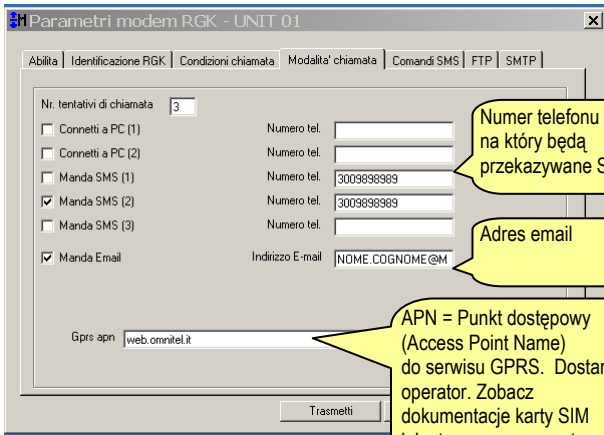 Parametri modem RGK - UNIT 01
Abilita Identificazione RGK Condizioni chiamata Modalita' chiamata Comandi SMS FTP SMTP
Nr. tentativi di chiamata 3
Connetti a PC (1) Numero tel.
Connetti a PC (2) Numero tel.
Manda SMS (1) Numero tel. 3009898989
Manda SMS (2) Numero tel. 3009898989
Manda SMS (3) Numero tel.
Manda Email Indirizzo E-mail NOME.COGNOME@M
Gprs apn web.omnitel.it
Trasmetti
Numer telefonu
na który będą
przekazywane S
Adres email
APN = Punkt dostępowy
(Access Point Name)
do serwisu GPRS. Dostar
operator. Zobacz
dokumentacje karty SIM